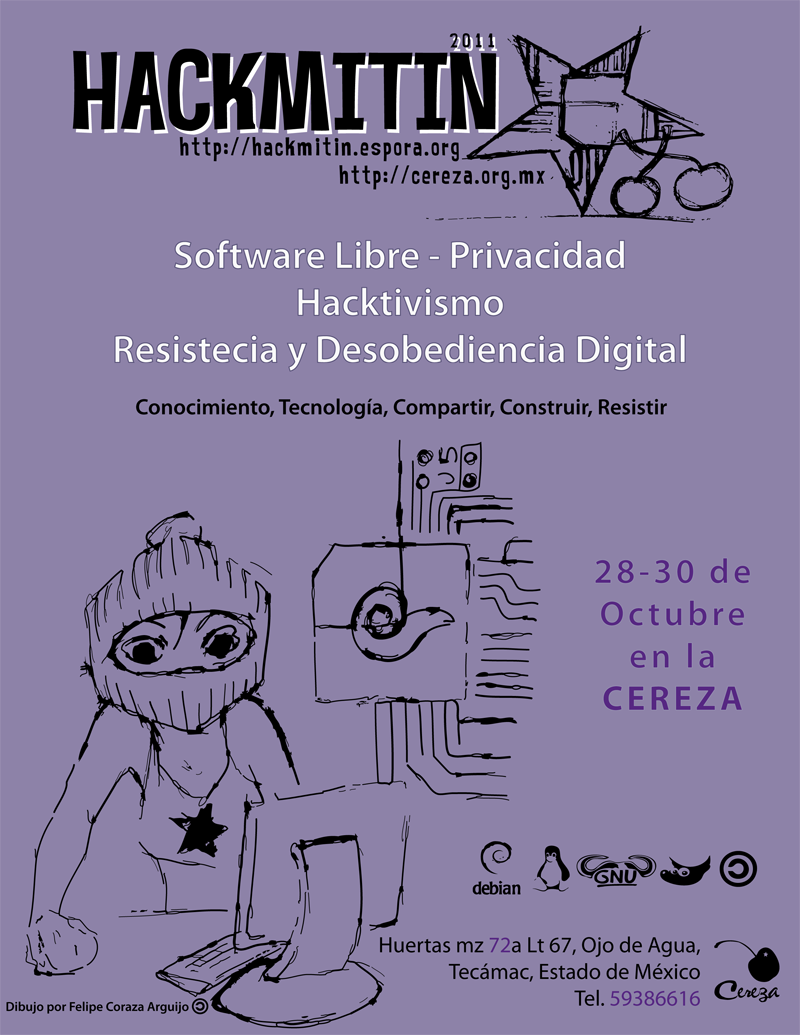 2011
HACKMITIN
http://hackmitin.espora.org
http://cereza.org.mx
Software Libre - Privacidad
Hacktivismo
Resistecia y Desobediencia Digital
Conocimiento, Tecnología, Compartir, Construir, Resistir
28-30 de
Octubre
en la
CEREZA
debian
GNU
Huertas mz 72a Lt 67, Ojo de Agua,
Tecámac, Estado de México
Tel. 59386616
Cereza
Dibujo por Felipe Coraza Arguijo